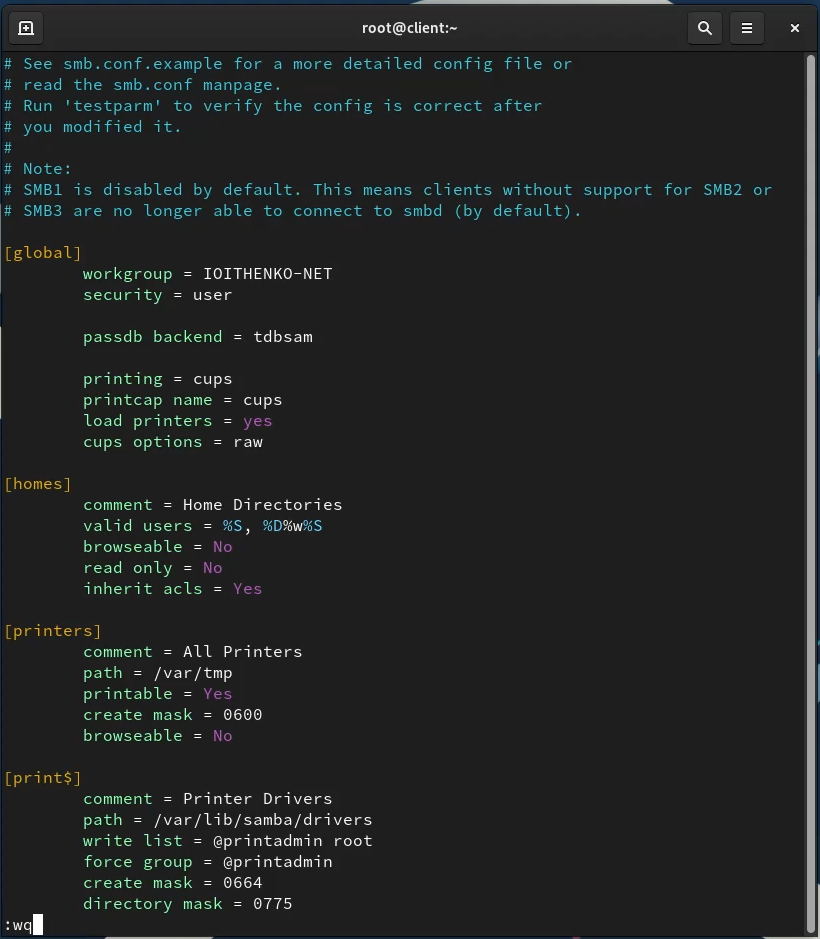 root@client:~
# See smb.conf.example for a more detailed config file or
# read the smb.conf manpage.
# Run 'testparm' to verify the config is correct after
# you modified it.
#
# Note:
# SMB1 is disabled by default. This means clients without support for SMB2 or
# SMB3 are no longer able to connect to smbd (by default).
[global]
workgroup = IOITHENKO-NET
security = user
passdb backend = tdbsam
printing = cups
printcap name = cups
load printers = yes
cups options = raw
[homes]
comment = Home Directories
valid users = %S, %D%w%S
browseable = No
read only = No
inherit acls = Yes
[printers]
comment = All Printers
path = /var/tmp
printable = Yes
create mask = 0600
browseable = No
[print$]
comment = Printer Drivers
path = /var/lib/samba/drivers
write list = @printadmin root
force group = @printadmin
create mask = 0664
directory mask = 0775
:wq